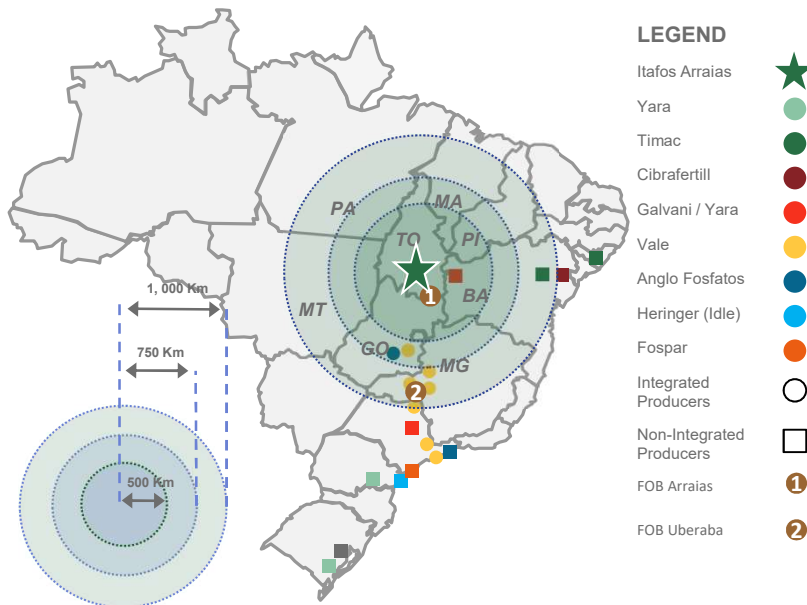 LEGEND
Itafos Arraias
Yara
Timac
Cibrafertill
Galvani / Yara
Vale
Anglo Fosfatos
Heringer (Idle)
Fospar
Integrated
Producers
Non-Integrated
Producers
FOB Arraias
1
FOB Uberaba
2
PA
MA
TO
PI
1
BA
MT
GO
MG
2
1, 000 Km
750 Km
500 Km